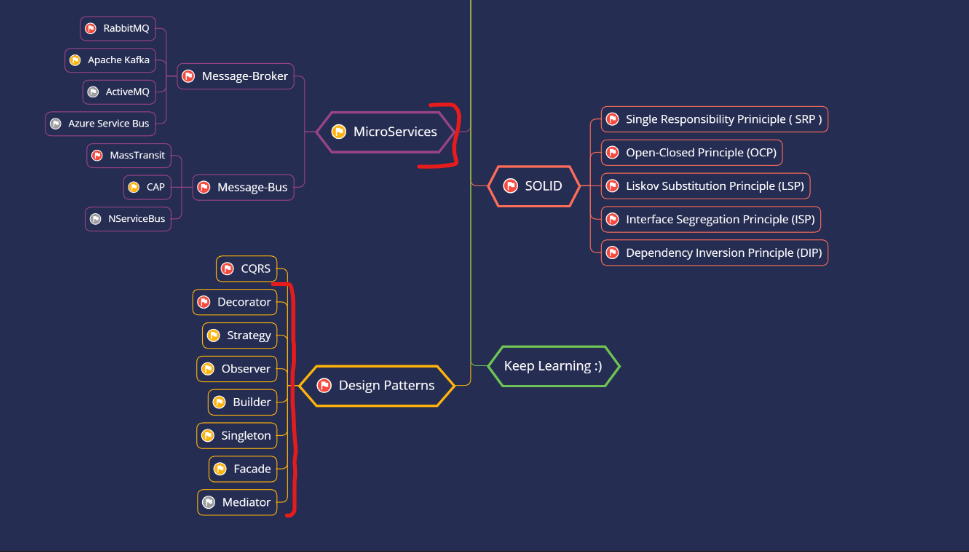 RabbitMQ
Apache Kafka
ActiveMQ
Azure Service Bus
Message-Broker
MassTransit
CAP
NServiceBus
Message-Bus
MicroServices
CQRS
Decorator
Strategy
Observer
Builder
Singleton
Facade
Mediator
Design Patterns
SOLID
Single Responsibility Priniciple ( SRP )
Open-Closed Principle (OCP)
Liskov Substitution Principle (LSP)
Interface Segregation Principle (ISP)
Dependency Inversion Principle (DIP)
Keep Learning :)